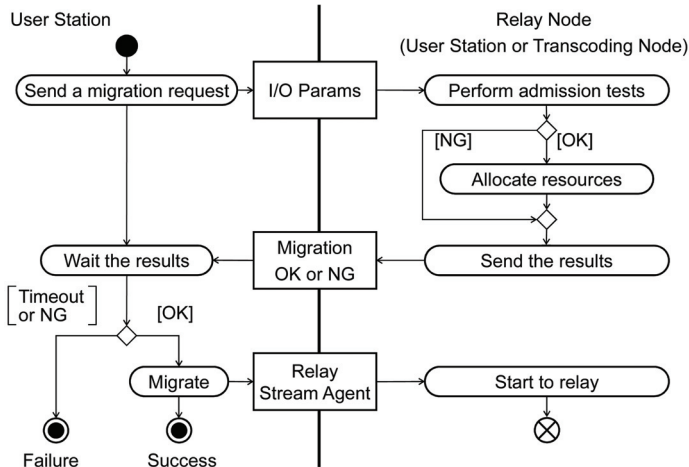 User Station
Relay Node
(User Station or Transcoding Node)
Send a migration request
I/O Params
Perform admission tests
[NG]
[OK]
Allocate resources
Wait the results
Migration
OK or NG
Send the results
[Timeout
or NG]
[OK]
Migrate
Relay
Stream Agent
Start to relay
Failure
Success